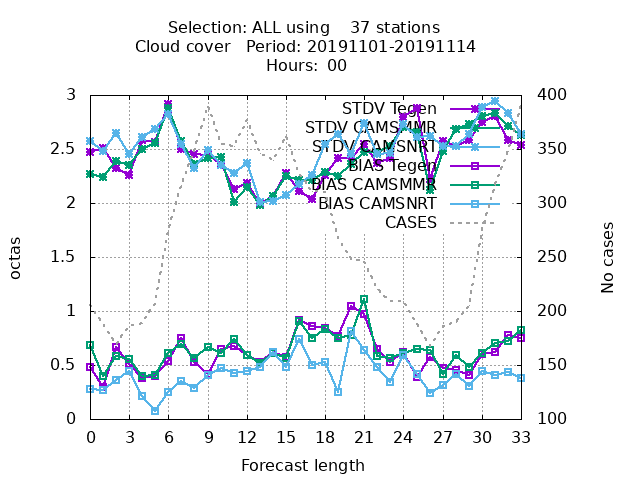 Selection: ALL using 37 stations
Cloud cover Period: 20191101-20191114
Hours: 00
3
2.5
2
1.5
1
0.5
0
octas
400
350
300
250
200
150
100
No cases
STDV Tegen
STDV CAMSMMR
STDV CAMSNRT
BIAS Tegen
BIAS CAMSMMR
BIAS CAMSNRT
CASES
0 3 6 9 12 15 18 21 24 27 30 33
Forecast length